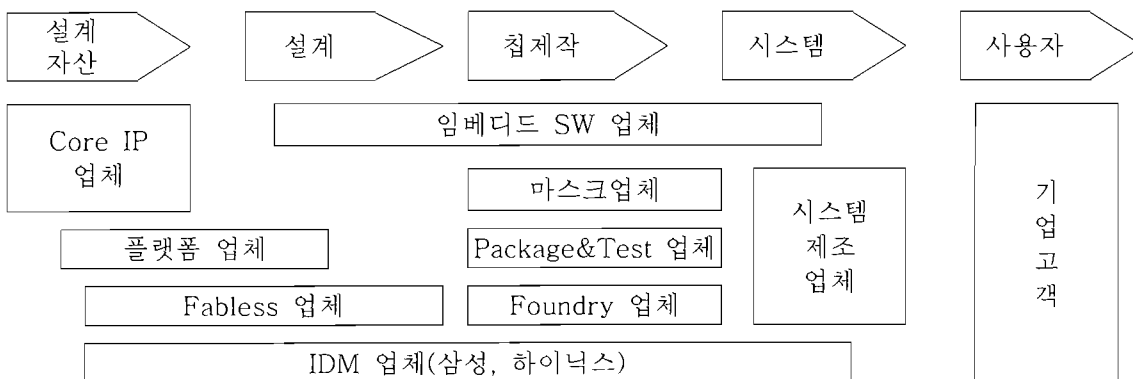 설계
자산
설계
칩제작
시스템
사용자
Core IP
업체
임베디드 SW 업체
마스크업체
시스템
제조
업체
기
업
고
객
플랫폼 업체
Package&Test 업체
Fabless 업체
Foundry 업체
IDM 업체(삼성, 하이닉스)